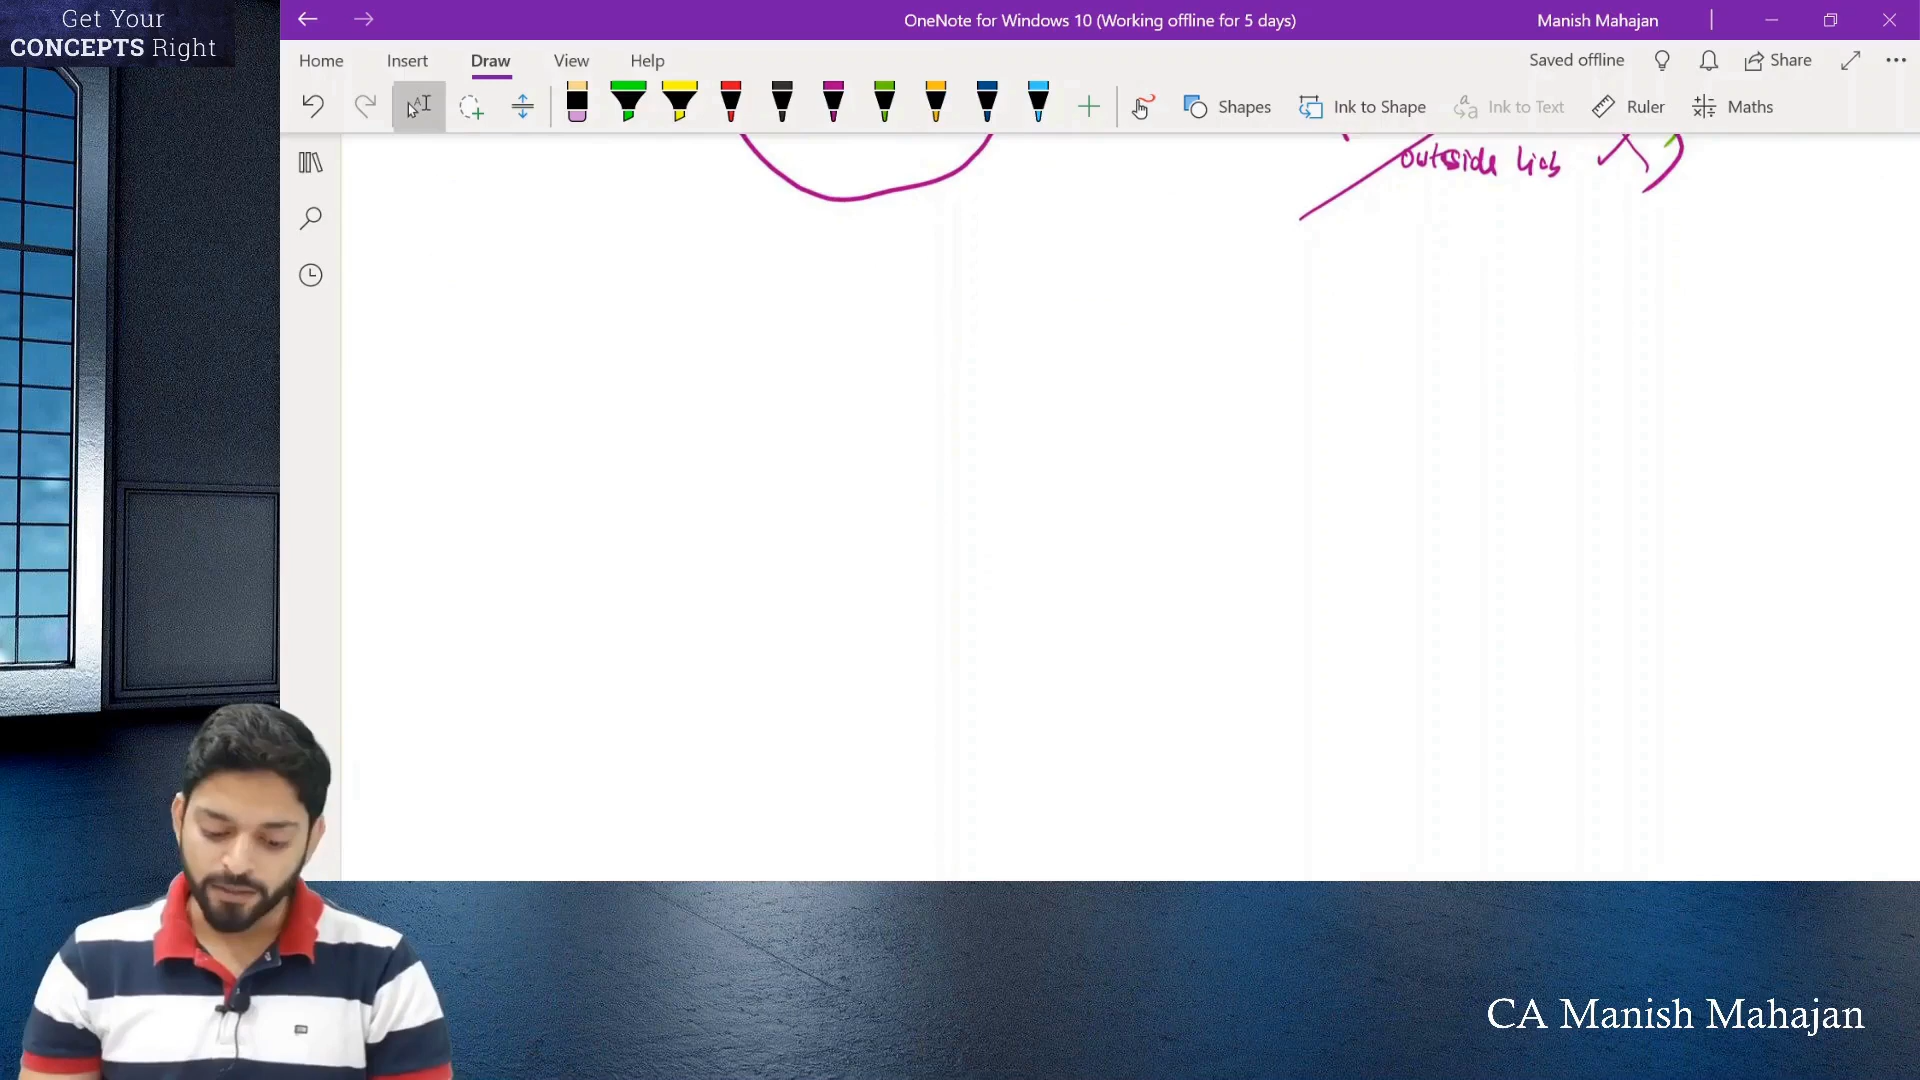 Get Your
CONCEPTS Right
OneNote for Windows 10 (Working offline for 5 days)
Manish Mahajan
Home Insert Draw View Help
Saved offline
Share
Shapes
Ink to Shape
Ink to Text
Ruler
Maths
outside liab
CA Manish Mahajan